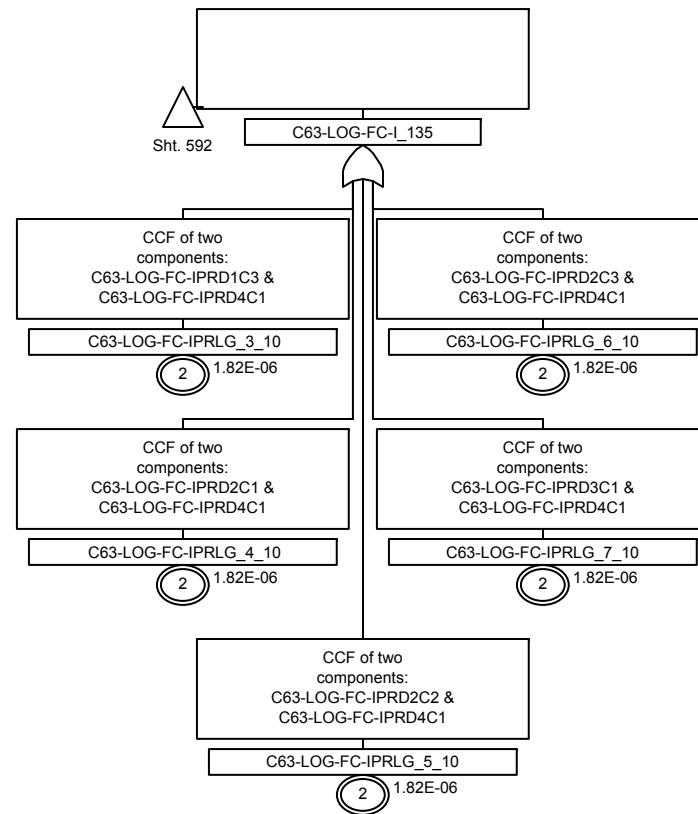 Sht. 592
C63-LOG-FC-I_135
CCF of two
components:
C63-LOG-FC-IPRD1C3 &
C63-LOG-FC-IPRD4C1
C63-LOG-FC-IPRLG_3_10
2
1.82E-06
CCF of two
components:
C63-LOG-FC-IPRD2C3 &
C63-LOG-FC-IPRD4C1
C63-LOG-FC-IPRLG_6_10
2
1.82E-06
CCF of two
components:
C63-LOG-FC-IPRD2C1 &
C63-LOG-FC-IPRD4C1
C63-LOG-FC-IPRLG_4_10
2
1.82E-06
CCF of two
components:
C63-LOG-FC-IPRD3C1 &
C63-LOG-FC-IPRD4C1
C63-LOG-FC-IPRLG_7_10
2
1.82E-06
CCF of two
components:
C63-LOG-FC-IPRD2C2 &
C63-LOG-FC-IPRD4C1
C63-LOG-FC-IPRLG_5_10
2
1.82E-06